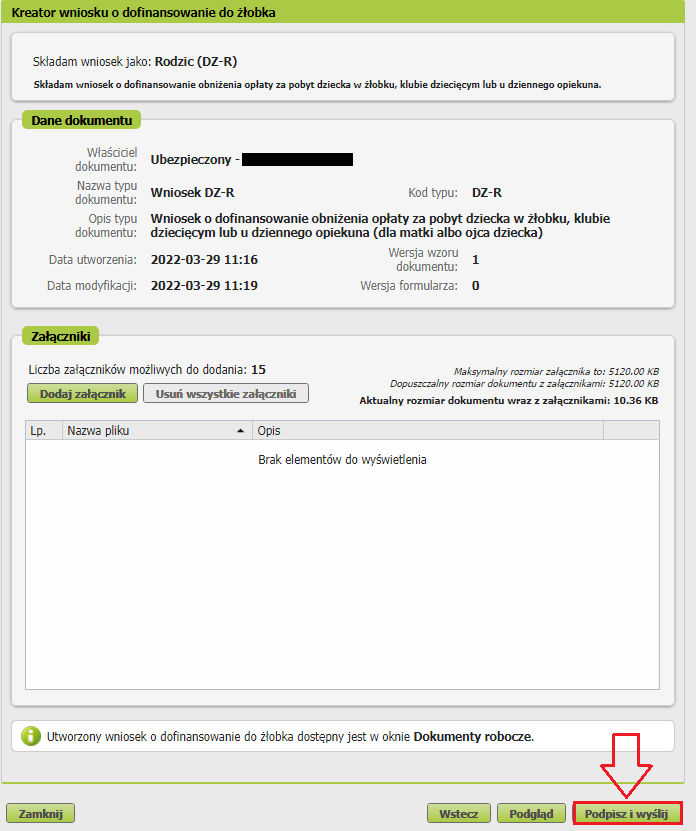 Kreator wniosku o dofinansowanie do żłobka
Składam wniosek jako: Rodzic (DZ-R)
Składam wniosek o dofinansowanie obniżenia opłaty za pobyt dziecka w żłobku, klubie dziecięcym lub u dziennego opiekuna.
Dane dokumentu
Właściciel
dokumentu:
Ubezpieczony -
Nazwa typu
dokumentu:
Wniosek DZ-R
Kod typu: DZ-R
Opis typu
dokumentu:
Wniosek o dofinansowanie obniżenia opłaty za pobyt dziecka w żłobku, klubie
dziecięcym lub u dziennego opiekuna (dla matki albo ojca dziecka)
Data utworzenia: 2022-03-29 11:16
Wersja wzoru
dokumentu:
1
Data modyfikacji: 2022-03-29 11:19
Wersja formularza: 0
Załączniki
Liczba załączników możliwych do dodania: 15
Maksymalny rozmiar załącznika to: 5120.00 KB
Dopuszczalny rozmiar dokumentu z załącznikami: 5120.00 KB
Aktualny rozmiar dokumentu wraz z załącznikami: 10.36 KB
Dodaj załącznik
Usuń wszystkie załączniki
Lp. Nazwa pliku Opis
Brak elementów do wyświetlenia
Utworzony wniosek o dofinansowanie do żłobka dostępny jest w oknie Dokumenty robocze.
Zamknij
Wstecz
Podgląd
Podpisz i wyślij